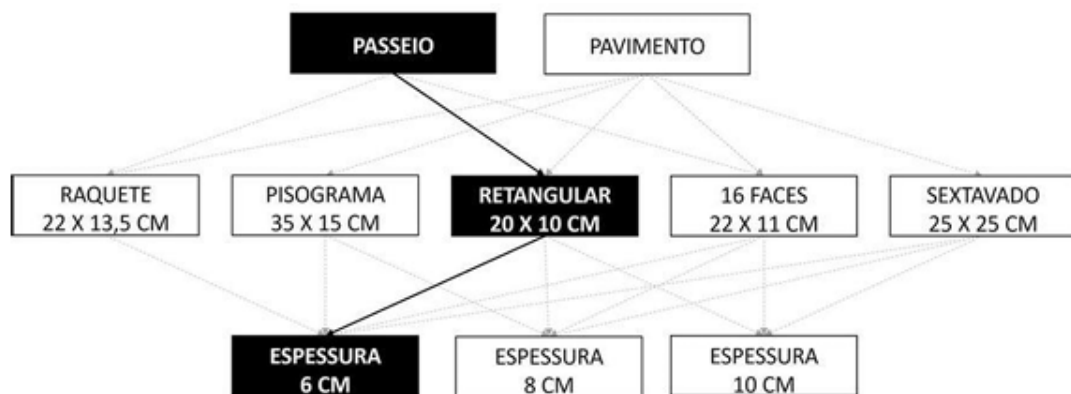 PASSEIO
PAVIMENTO
RAQUETE
22 X 13,5 CM
PISOGRAMA
35 X 15 CM
RETANGULAR
20 X 10 CM
16 FACES
22 X 11 CM
SEXTAVADO
25 X 25 CM
ESPESSURA
6 CM
ESPESSURA
8 CM
ESPESSURA
10 CM